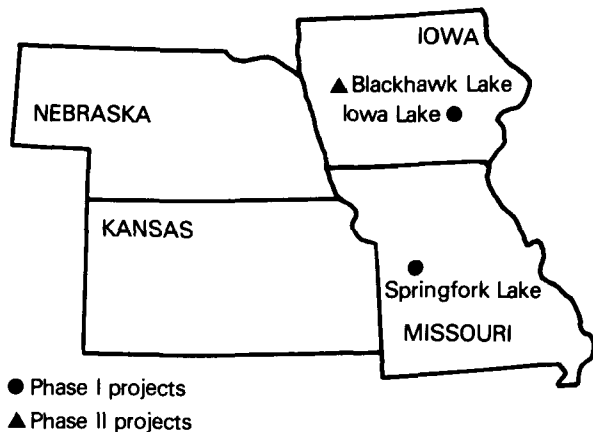 IOWA
Blackhawk Lake
Iowa Lake
NEBRASKA
KANSAS
Springfork Lake
MISSOURI
Phase I projects
Phase II projects